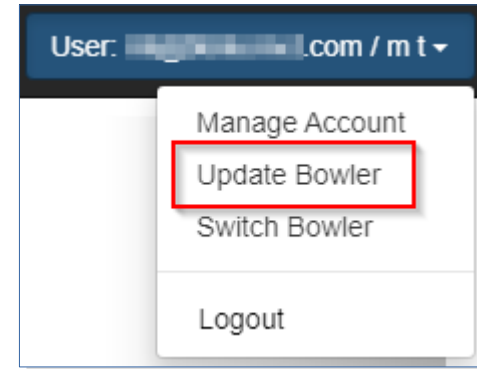 User: .com / m t
Manage Account
Update Bowler
Switch Bowler
Logout